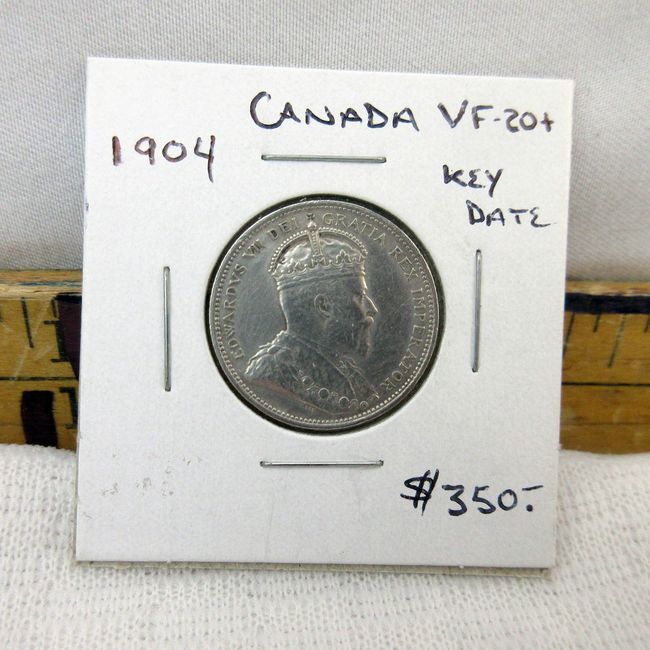 CANADA VF-20+
1904
KEY
DATE
EDWARDVS VII DEI GRATIA REX IMPERATOR
$350.-